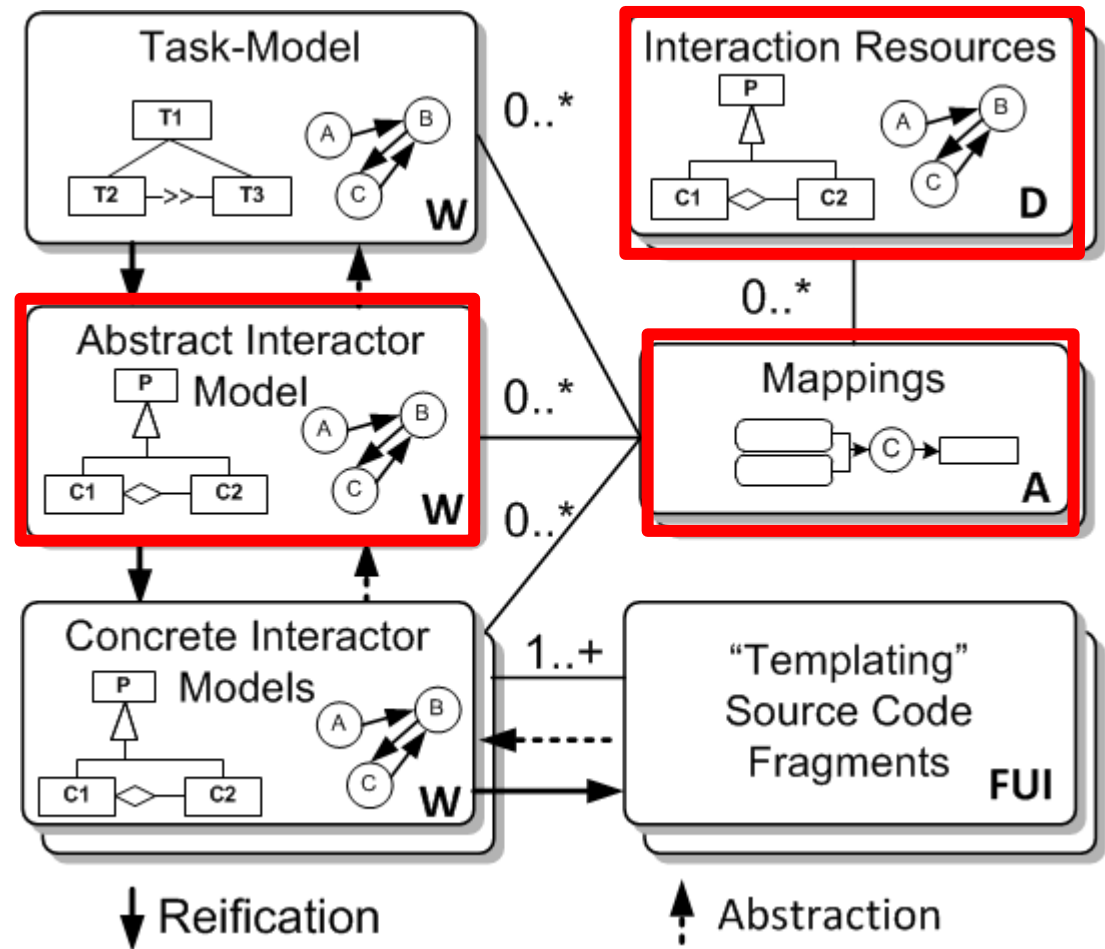 Task-Model
T1
T2
>>
T3
A
B
C
W
0..*
Interaction Resources
P
C1
C2
A
B
C
D
0..*
Abstract Interactor
Model
P
C1
C2
A
B
C
W
0..*
Mappings
C
A
0..*
Concrete Interactor
Models
P
C1
C2
A
B
C
W
1..+
“Templating”
Source Code
Fragments
FUI
Reification
Abstraction